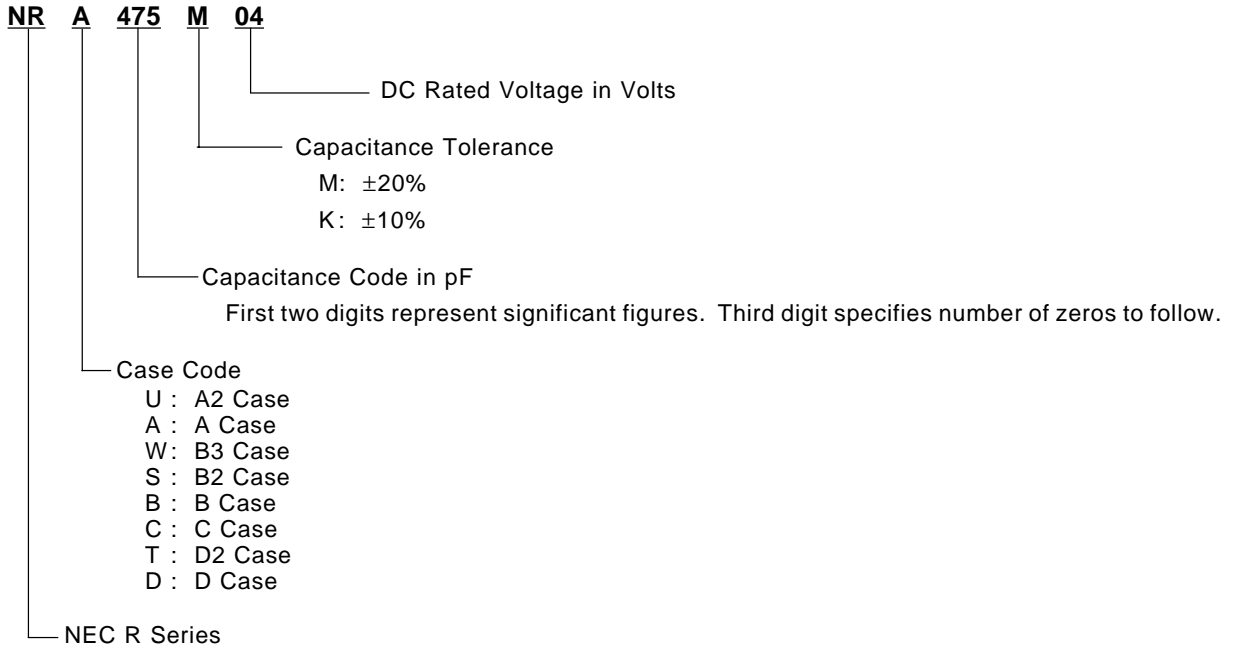 NR A 475 M 04
DC Rated Voltage in Volts
Capacitance Tolerance
M: ±20%
K: ±10%
Capacitance Code in pF
First two digits represent significant figures. Third digit specifies number of zeros to follow.
Case Code
U : A2 Case
A : A Case
W: B3 Case
S : B2 Case
B : B Case
C : C Case
T : D2 Case
D : D Case
NEC R Series